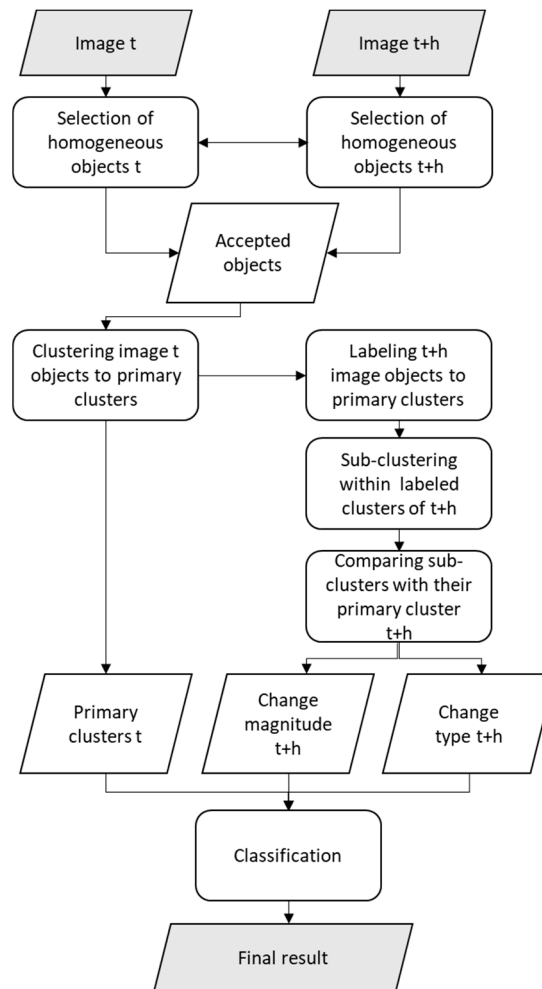 Image t
Image t+h
Selection of
homogeneous
objects t
Selection of
homogeneous
objects t+h
Accepted
objects
Clustering image t
objects to primary
clusters
Labeling t+h
image objects to
primary clusters
Sub-clustering
within labeled
clusters of t+h
Comparing sub-
clusters with their
primary cluster
t+h
Primary
clusters t
Change
magnitude
t+h
Change
type t+h
Classification
Final result